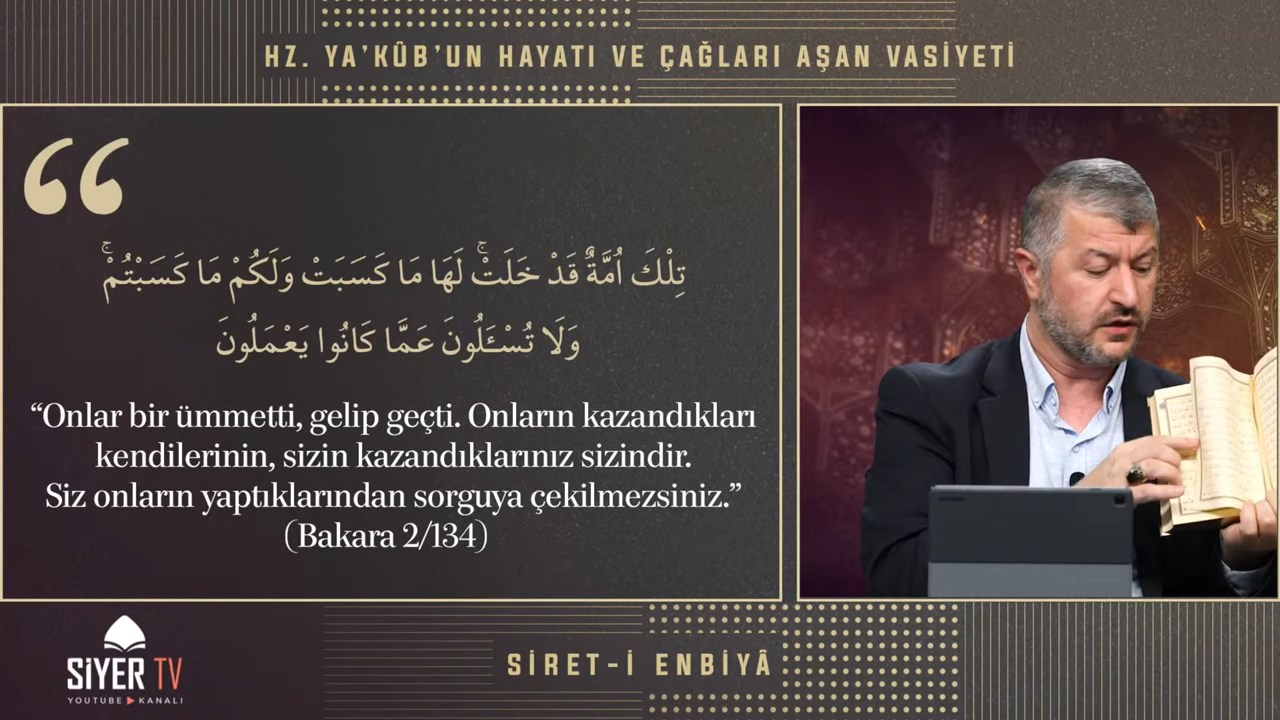 HZ. YA'KÛB'UN HAYATI VE ÇAĞLARI AŞAN VASİYETİ
تِلْكَ اُمَّةٌ قَدْ خَلَتْۚ لَهَا مَا كَسَبَتْ وَلَكُمْ مَا كَسَبْتُمْۚ
وَلَا تُسْـَٔلُونَ عَمَّا كَانُوا يَعْمَلُونَ
“Onlar bir ümmetti, gelip geçti. Onların kazandıkları
kendilerinin, sizin kazandıklarınız sizindir.
Siz onların yaptıklarından sorguya çekilmezsiniz.”
(Bakara 2/134)
SİYER TV
YOUTUBE KANALI
SİRET-İ ENBİYÂ